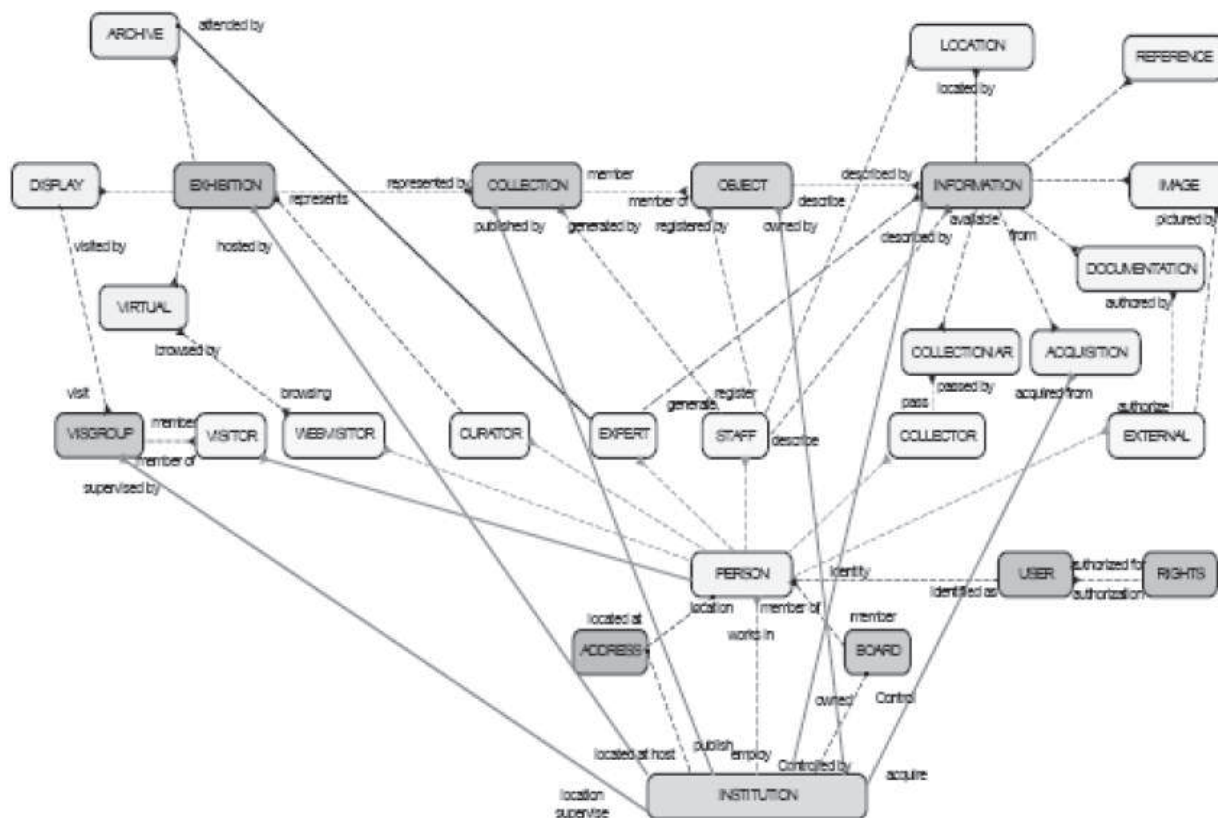 ARCHIVE
attended by
LOCATION
REFERENCE
located by
DISPLAY
EXHIBITION
represents
represented by
COLLECTION
member
member of
OBJECT
described by
describe
INFORMATION
IMAGE
pictured by
hosted by
published by
generated by
registered by
owned by
described by
available
from
visited by
DOCUMENTATION
authored by
VIRTUAL
browsed by
COLLECTION AR
ACQUISITION
passed by
acquired from
visit
browsing
generate
register
pass
authorize
VISGROUP
member
member of
VISITOR
WEBVISITOR
CURATOR
EXPERT
STAFF
describe
COLLECTOR
EXTERNAL
supervised by
PERSON
identity
USER
authorized for
RIGHTS
identified as
authorization
located at
location
member of
member
works in
ADDRESS
BOARD
owned
Control
located at host
publish
employ
Controlled by
acquire
INSTITUTION
location
supervise